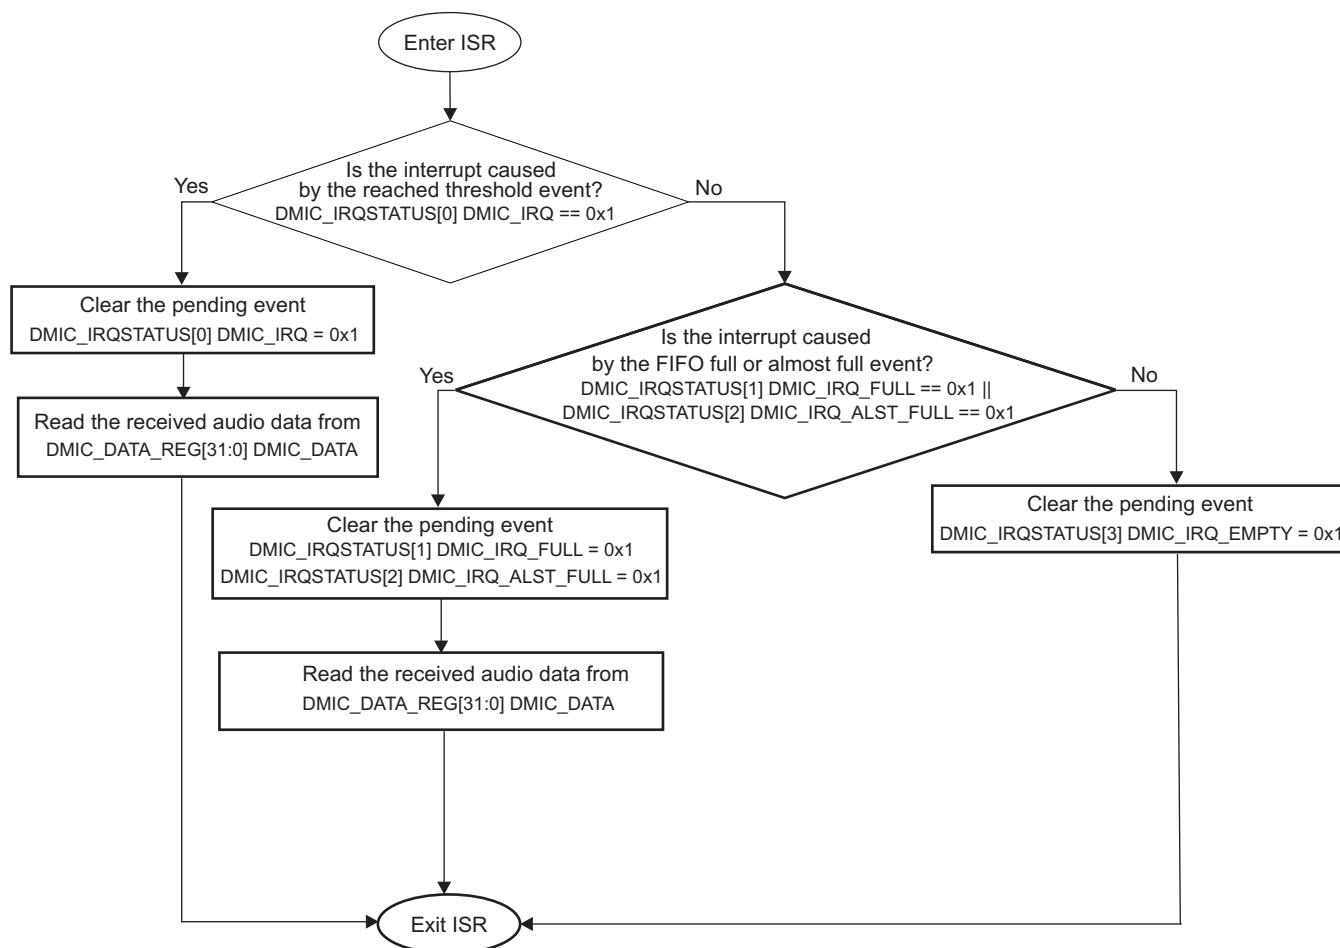 Enter ISR
Is the interrupt caused
by the reached threshold event?
DMIC_IRQSTATUS[0] DMIC_IRQ == 0x1
Yes
No
Clear the pending event
DMIC_IRQSTATUS[0] DMIC_IRQ = 0x1
Read the received audio data from
DMIC_DATA_REG[31:0] DMIC_DATA
Is the interrupt caused
by the FIFO full or almost full event?
DMIC_IRQSTATUS[1] DMIC_IRQ_FULL == 0x1 ||
DMIC_IRQSTATUS[2] DMIC_IRQ_ALST_FULL == 0x1
Yes
No
Clear the pending event
DMIC_IRQSTATUS[1] DMIC_IRQ_FULL = 0x1
DMIC_IRQSTATUS[2] DMIC_IRQ_ALST_FULL = 0x1
Read the received audio data from
DMIC_DATA_REG[31:0] DMIC_DATA
Clear the pending event
DMIC_IRQSTATUS[3] DMIC_IRQ_EMPTY = 0x1
Exit ISR